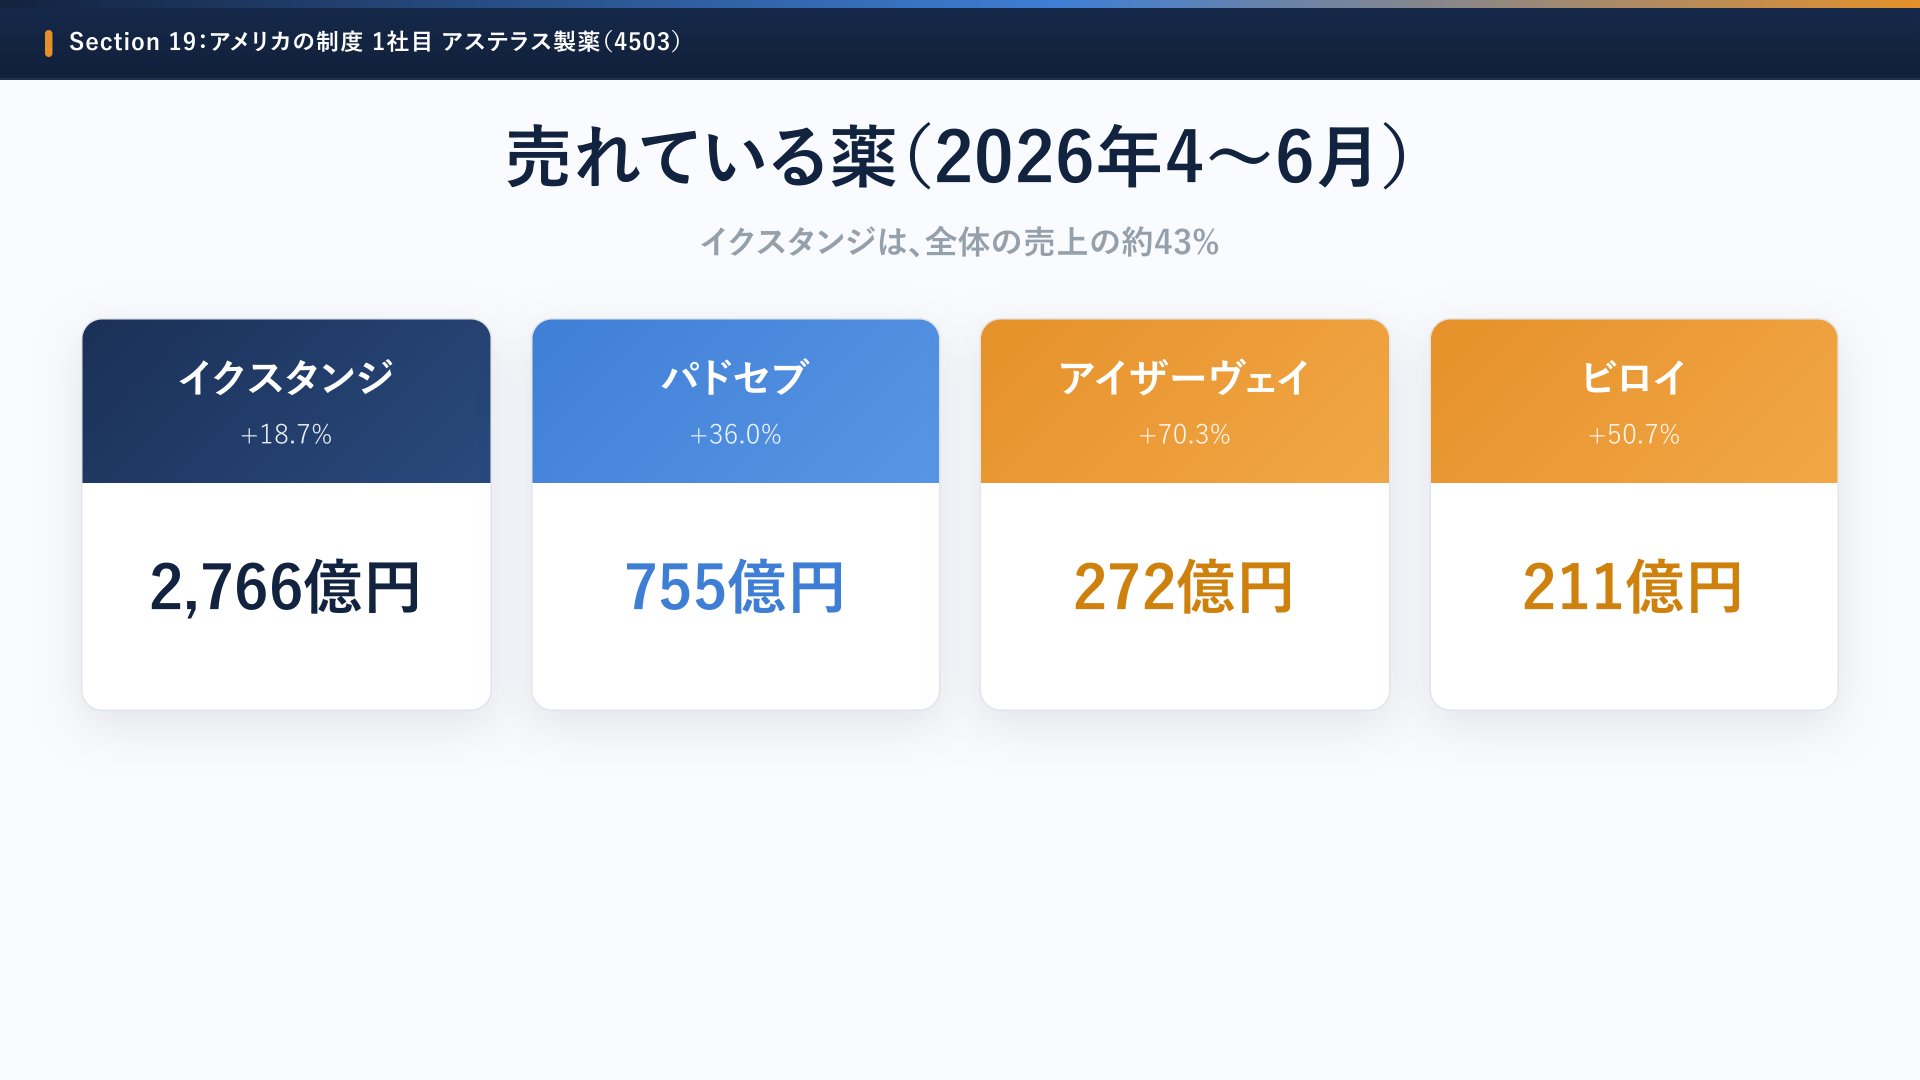 Section 19：アメリカの制度 1社目 アステラス製薬（4503）
売れている薬（2026年4〜6月）
イクスタンジは、全体の売上の約43%
イクスタンジ
+18.7%
2,766億円
パドセブ
+36.0%
755億円
アイザーヴェイ
+70.3%
272億円
ビロイ
+50.7%
211億円